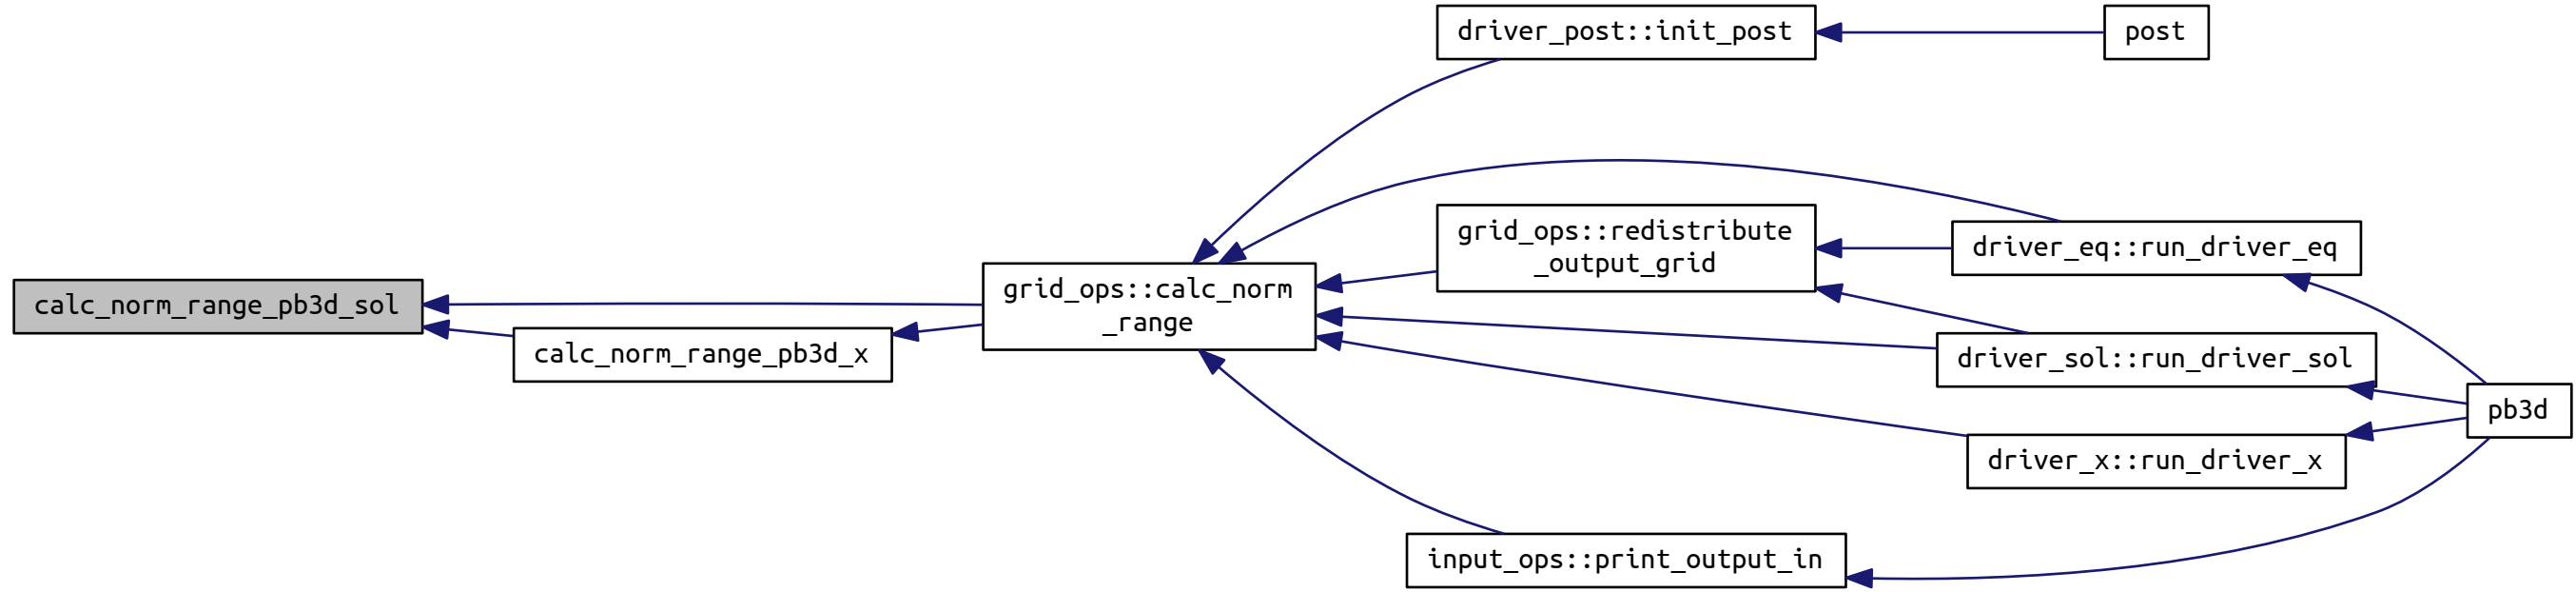 driver_post::init_post
post
grid_ops::redistribute
_output_grid
driver_eq::run_driver_eq
calc_norm_range_pb3d_sol
grid_ops::calc_norm
_range
calc_norm_range_pb3d_x
driver_sol::run_driver_sol
pb3d
driver_x::run_driver_x
input_ops::print_output_in